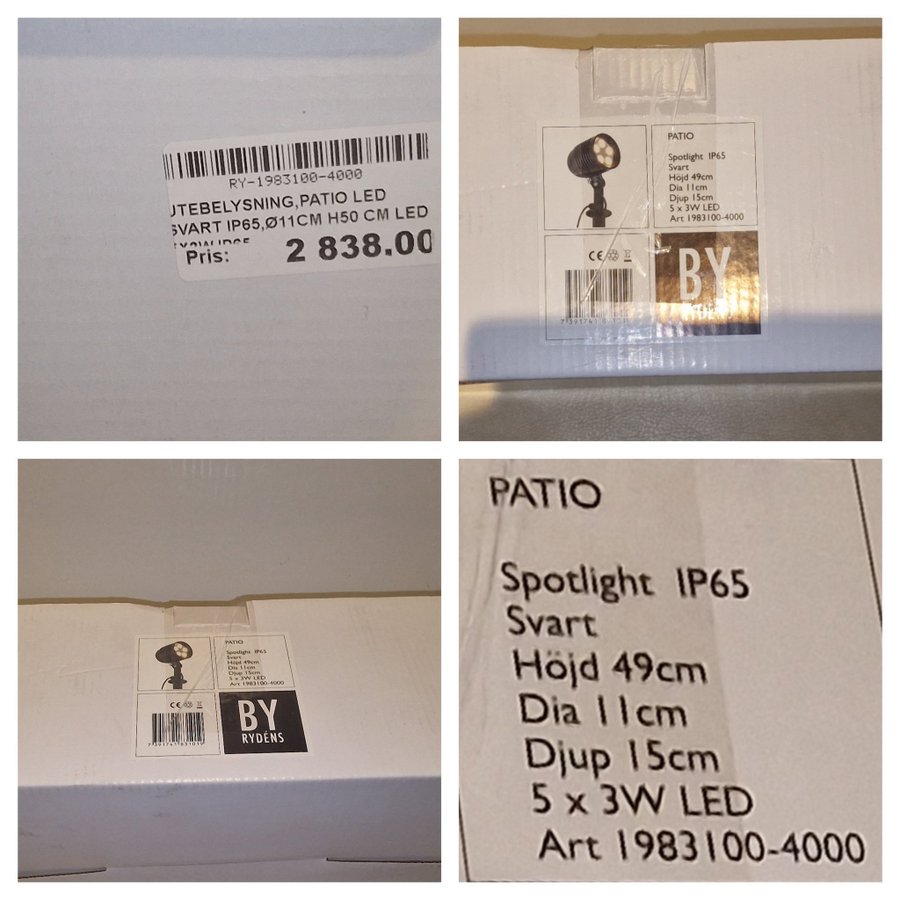 RY-1983100-4000
UTEBELYSNING,PATIO LED
SVART IP65,Ø11CM H50 CM LED
Pris: 2 838.00
PATIO
Spotlight IP65
Svart
Höjd 49cm
Dia 11cm
Djup 15cm
5 x 3W LED
Art 1983100-4000
CE
BY
PATIO
Spotlight IP65
Svart
Höjd 49cm
Dia 11cm
Djup 15cm
5 x 3W LED
Art 1983100-4000
CE
BY
RYDÉNS
PATIO
Spotlight IP65
Svart
Höjd 49cm
Dia 11cm
Djup 15cm
5 x 3W LED
Art 1983100-4000